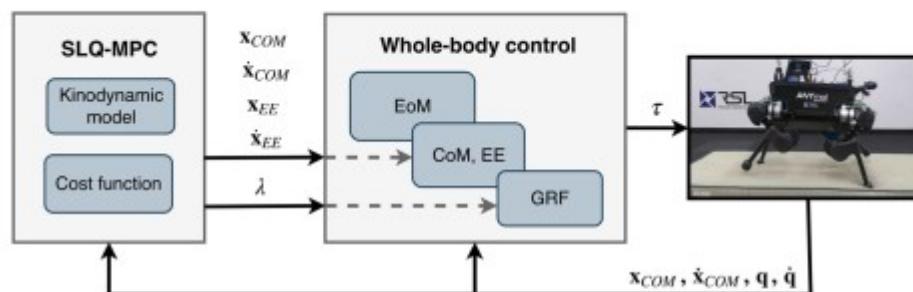 SLQ-MPC
Kinodynamic
model
Cost function
x_COM
ẋ_COM
x_EE
ẋ_EE
λ
Whole-body control
EoM
CoM, EE
GRF
τ
RSL
ANYmal
x_COM , ẋ_COM , q, q̇